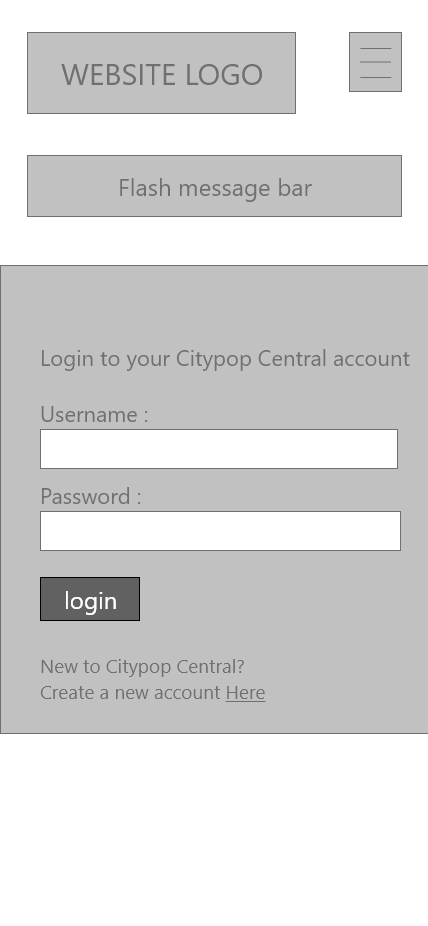 WEBSITE LOGO
Flash message bar
Login to your Citypop Central account
Username :
Password :
login
New to Citypop Central?
Create a new account Here